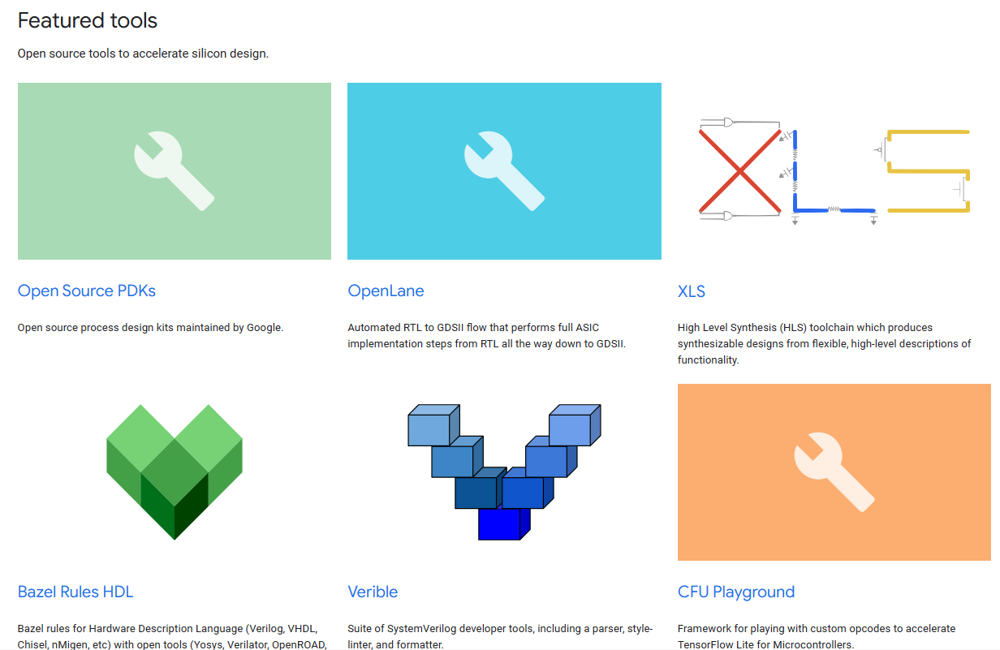 Featured tools
Open source tools to accelerate silicon design.
Open Source PDKs
Open source process design kits maintained by Google.
OpenLane
Automated RTL to GDSII flow that performs full ASIC
implementation steps from RTL all the way down to GDSII.
XLS
High Level Synthesis (HLS) toolchain which produces
synthesizable designs from flexible, high-level descriptions of
functionality.
Bazel Rules HDL
Bazel rules for Hardware Description Language (Verilog, VHDL,
Chisel, nMigen, etc) with open tools (Yosys, Verilator, OpenROAD,
Verible
Suite of SystemVerilog developer tools, including a parser, style-
linter, and formatter.
CFU Playground
Framework for playing with custom opcodes to accelerate
TensorFlow Lite for Microcontrollers.